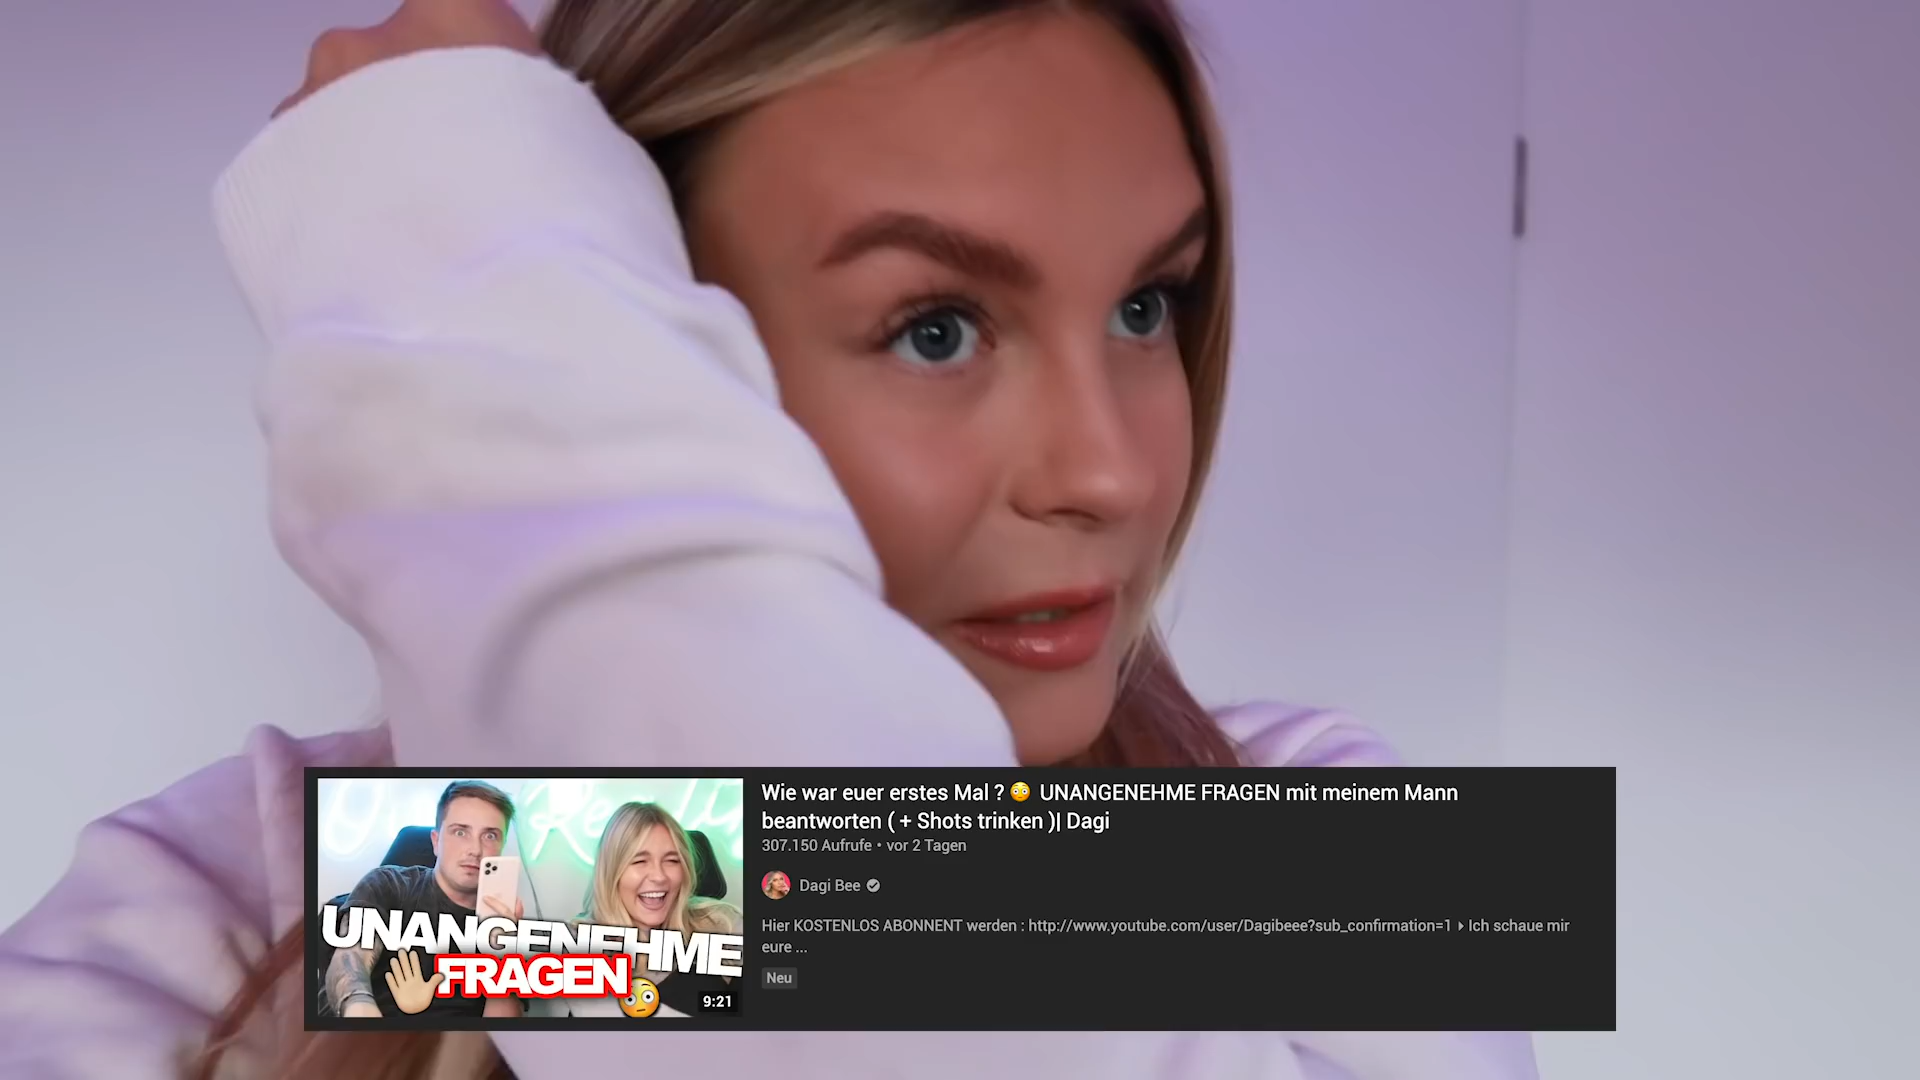 Wie war euer erstes Mal ? 😳 UNANGENEHME FRAGEN mit meinem Mann
beantworten ( + Shots trinken )| Dagi
307.150 Aufrufe • vor 2 Tagen
Dagi Bee
Hier KOSTENLOS ABONNENT werden : http://www.youtube.com/user/Dagibeee?sub_confirmation=1 ‣ Ich schaue mir
eure ...
Neu
UNANGENEHME
FRAGEN
9:21